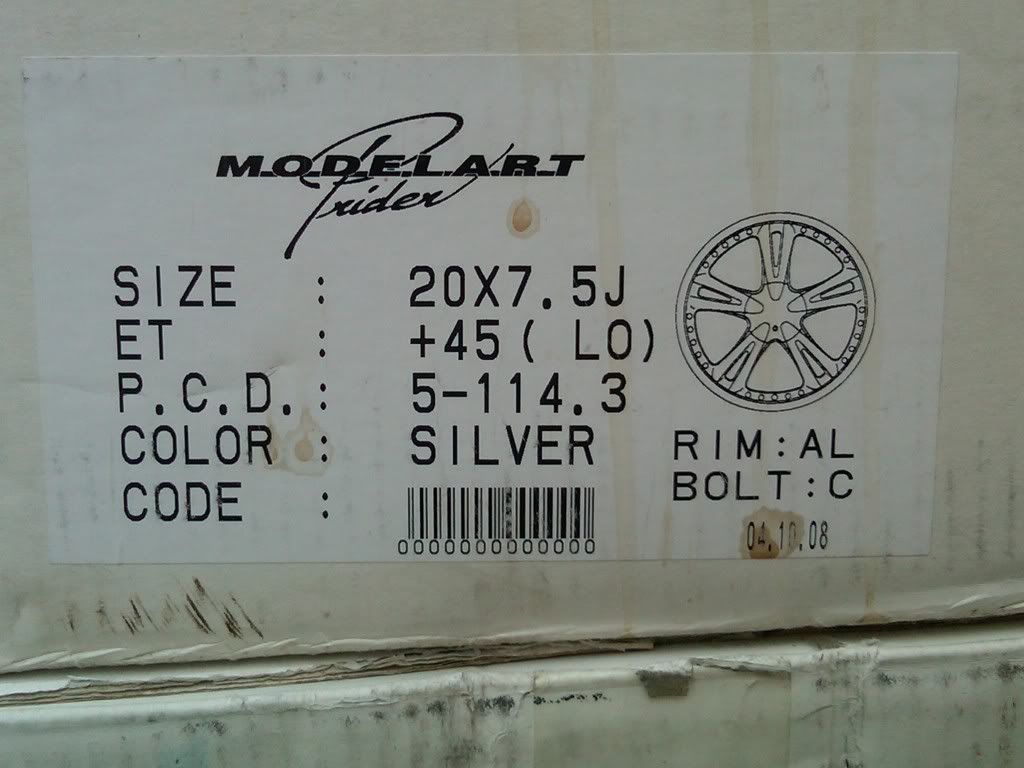 M.O.D.E.L.A.R.T
Prider
SIZE : 20X7.5J
ET : +45( LO)
P.C.D. : 5-114.3
COLOR : SILVER
CODE :
0000000000000
RIM:AL
BOLT:C
04.10.08